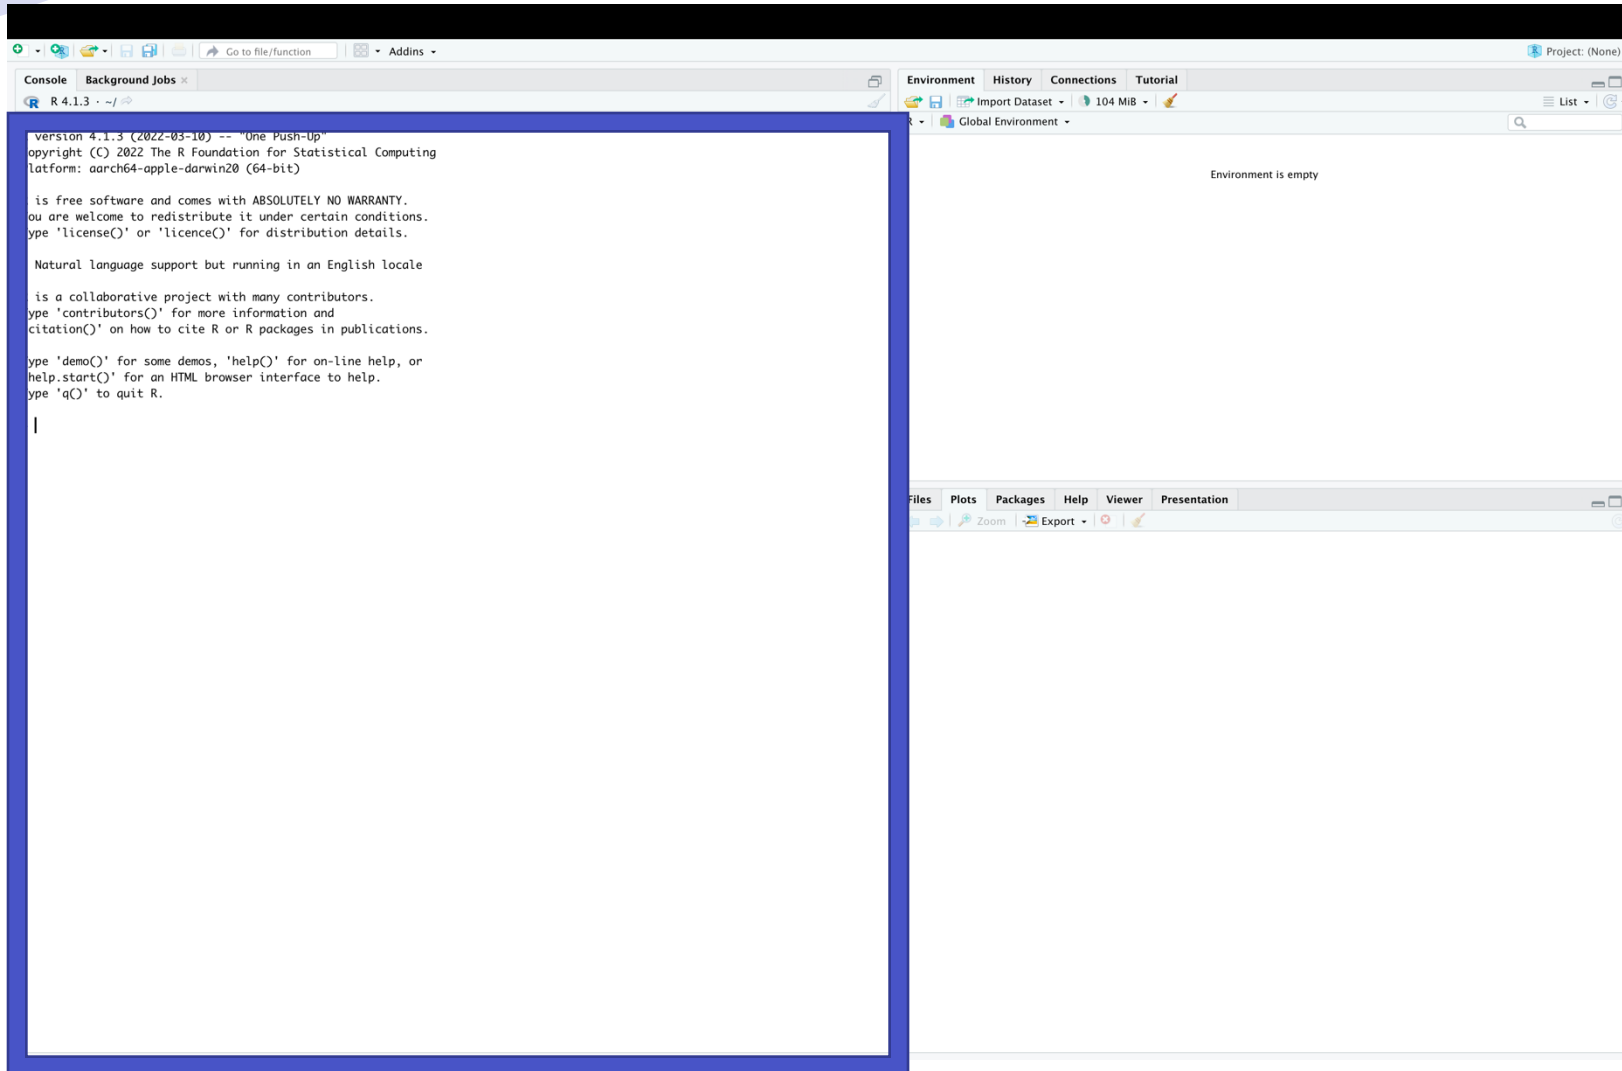 Go to file/function
Addins
Project: (None)
Console Background Jobs
R 4.1.3 · ~/
version 4.1.3 (2022-03-10) -- "One Push-Up"
opyright (C) 2022 The R Foundation for Statistical Computing
latform: aarch64-apple-darwin20 (64-bit)
is free software and comes with ABSOLUTELY NO WARRANTY.
ou are welcome to redistribute it under certain conditions.
ype 'license()' or 'licence()' for distribution details.
Natural language support but running in an English locale
is a collaborative project with many contributors.
ype 'contributors()' for more information and
citation()' on how to cite R or R packages in publications.
ype 'demo()' for some demos, 'help()' for on-line help, or
help.start()' for an HTML browser interface to help.
ype 'q()' to quit R.
Environment History Connections Tutorial
Import Dataset 104 MiB List
R Global Environment
Environment is empty
Files Plots Packages Help Viewer Presentation
Zoom Export